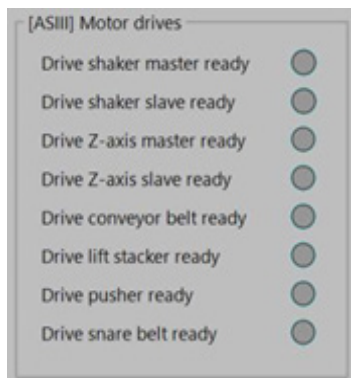 [ASIII] Motor drives
Drive shaker master ready
Drive shaker slave ready
Drive Z-axis master ready
Drive Z-axis slave ready
Drive conveyor belt ready
Drive lift stacker ready
Drive pusher ready
Drive snare belt ready